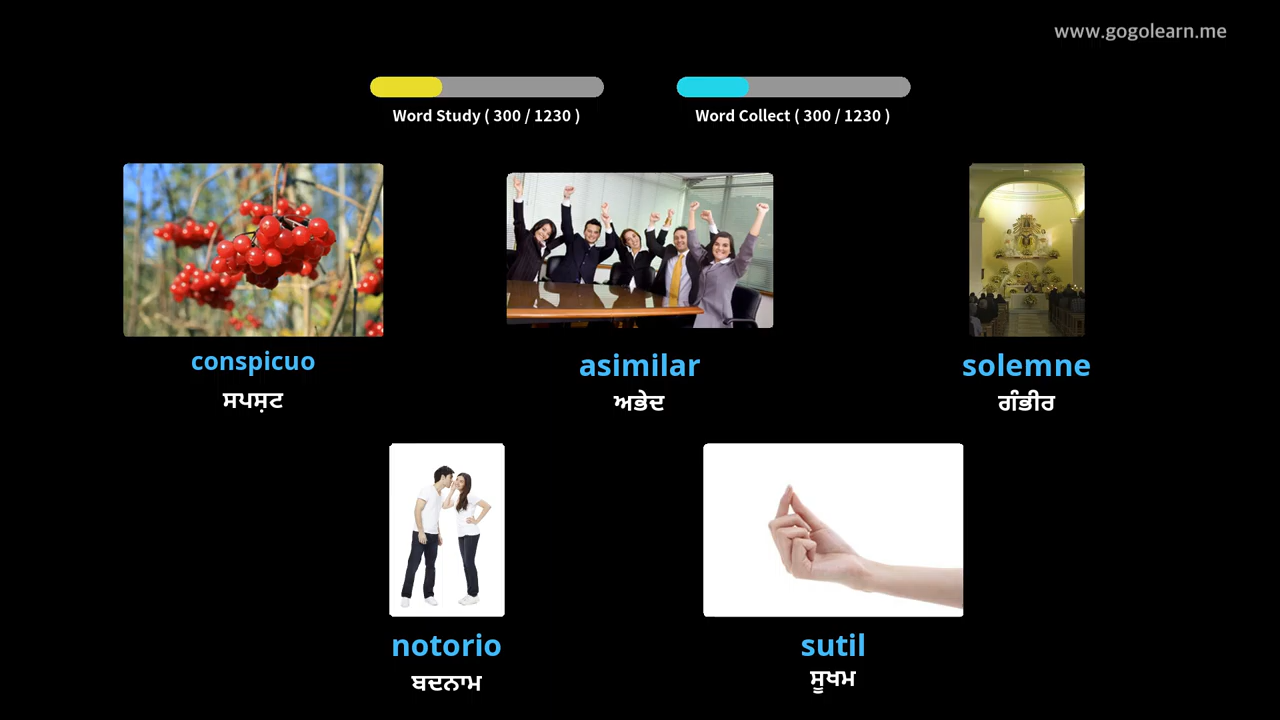 www.gogolearn.me
Word Study ( 300 / 1230 )
Word Collect ( 300 / 1230 )
conspicuo
ਸਪਸ਼ਟ
asimilar
ਅਭੇਦ
solemne
ਗੰਭੀਰ
notorio
ਬਦਨਾਮ
sutil
ਸੂਖਮ